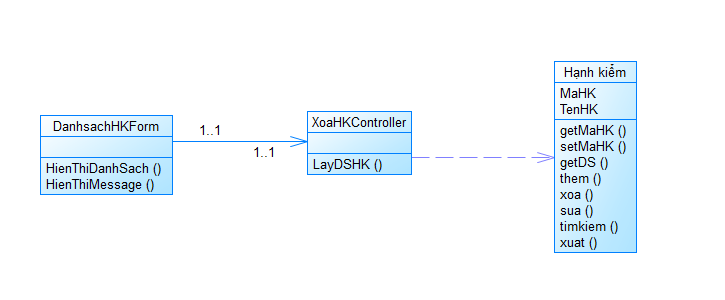 DanhsachHKForm
HienThiDanhSach ()
HienThiMessage ()
1..1
1..1
XoaHKController
LayDSHK ()
Hạnh kiểm
MaHK
TenHK
getMaHK ()
setMaHK ()
getDS ()
them ()
xoa ()
sua ()
timkiem ()
xuat ()